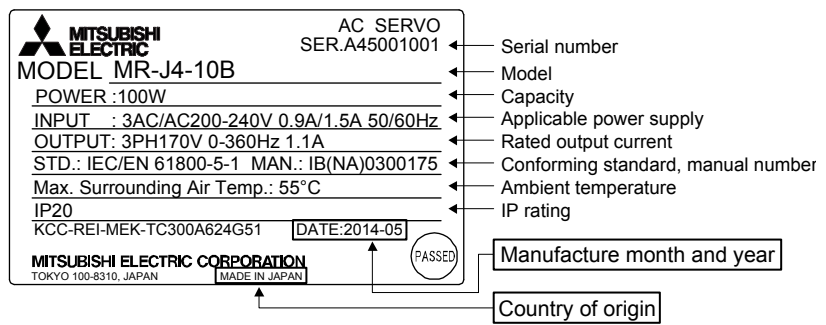 MITSUBISHI ELECTRIC
AC SERVO
SER.A45001001
Serial number
MODEL MR-J4-10B
Model
POWER :100W
Capacity
INPUT : 3AC/AC200-240V 0.9A/1.5A 50/60Hz
Applicable power supply
OUTPUT: 3PH170V 0-360Hz 1.1A
Rated output current
STD.: IEC/EN 61800-5-1 MAN.: IB(NA)0300175
Conforming standard, manual number
Max. Surrounding Air Temp.: 55°C
Ambient temperature
IP20
IP rating
KCC-REI-MEK-TC300A624G51 DATE:2014-05
PASSED
Manufacture month and year
MITSUBISHI ELECTRIC CORPORATION
TOKYO 100-8310, JAPAN MADE IN JAPAN
Country of origin